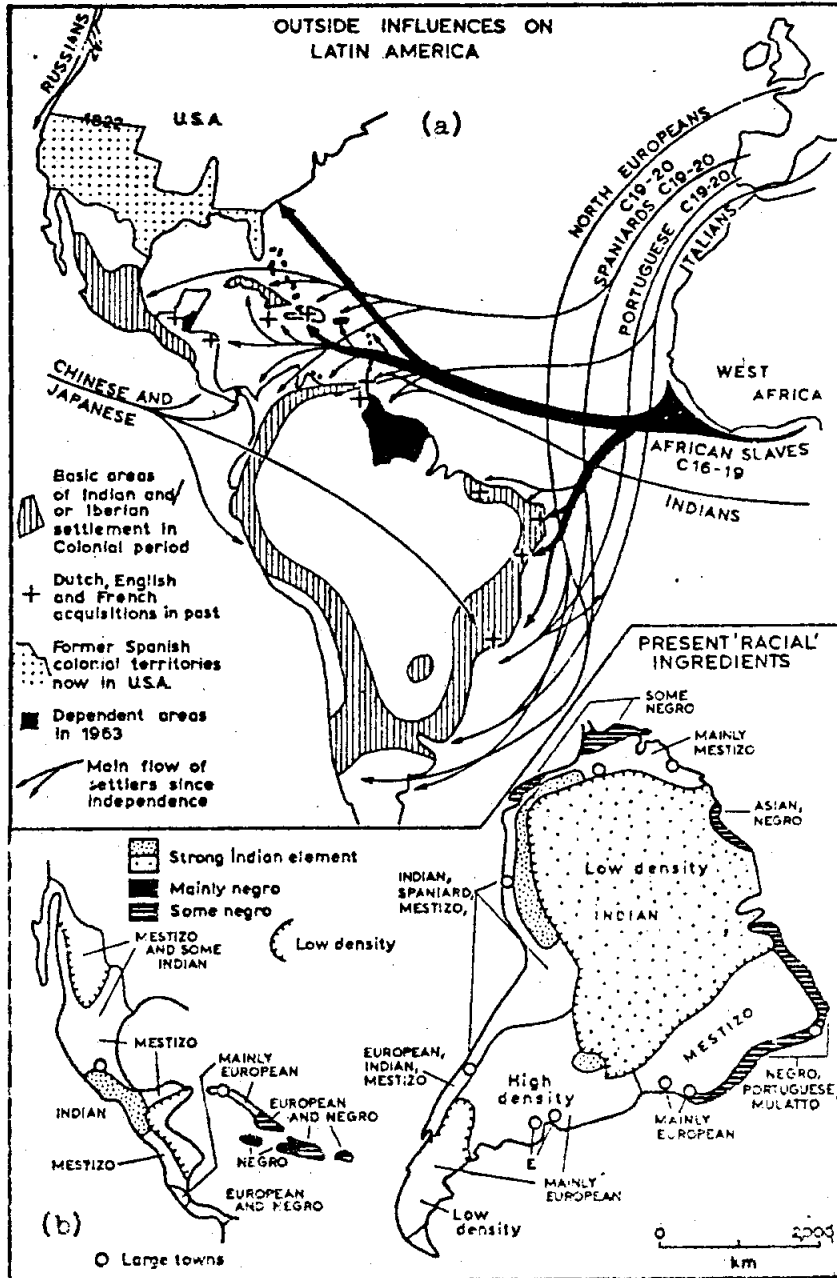 OUTSIDE INFLUENCES ON
LATIN AMERICA
RUSSIANS
1822
U.S.A.
(a)
NORTH EUROPEANS
C19-20
SPANIARDS C19-20
PORTUGUESE C19-20
ITALIANS
WEST
AFRICA
AFRICAN SLAVES
C16-19
INDIANS
CHINESE AND
JAPANESE
Basic areas
of Indian and/
or Iberian
settlement in
Colonial period
Dutch, English
and French
acquisitions in past
Former Spanish
colonial territories
now in U.S.A.
Dependent areas
in 1963
Main flow of
settlers since
independence
PRESENT 'RACIAL'
INGREDIENTS
SOME
NEGRO
MAINLY
MESTIZO
ASIAN,
NEGRO
Low density
INDIAN
INDIAN,
SPANIARD,
MESTIZO,
MESTIZO
EUROPEAN,
INDIAN,
MESTIZO
High
density
NEGRO,
PORTUGUESE,
MULATTO
MAINLY
EUROPEAN
E
MAINLY
EUROPEAN
Low
density
0 2,000
km
Strong Indian element
Mainly negro
Some negro
Low density
MESTIZO
AND SOME
INDIAN
MESTIZO
MAINLY
EUROPEAN
INDIAN
EUROPEAN
AND NEGRO
NEGRO
MESTIZO
EUROPEAN
AND NEGRO
(b)
Large towns